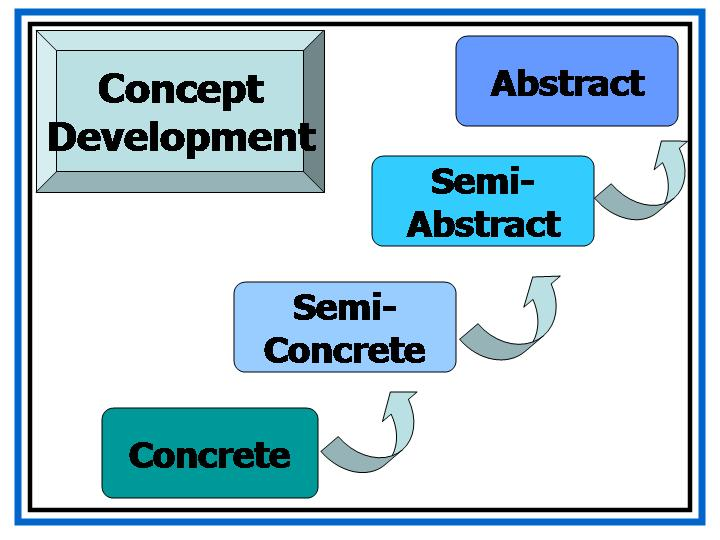 Concept
Development
Abstract
Semi-
Abstract
Semi-
Concrete
Concrete